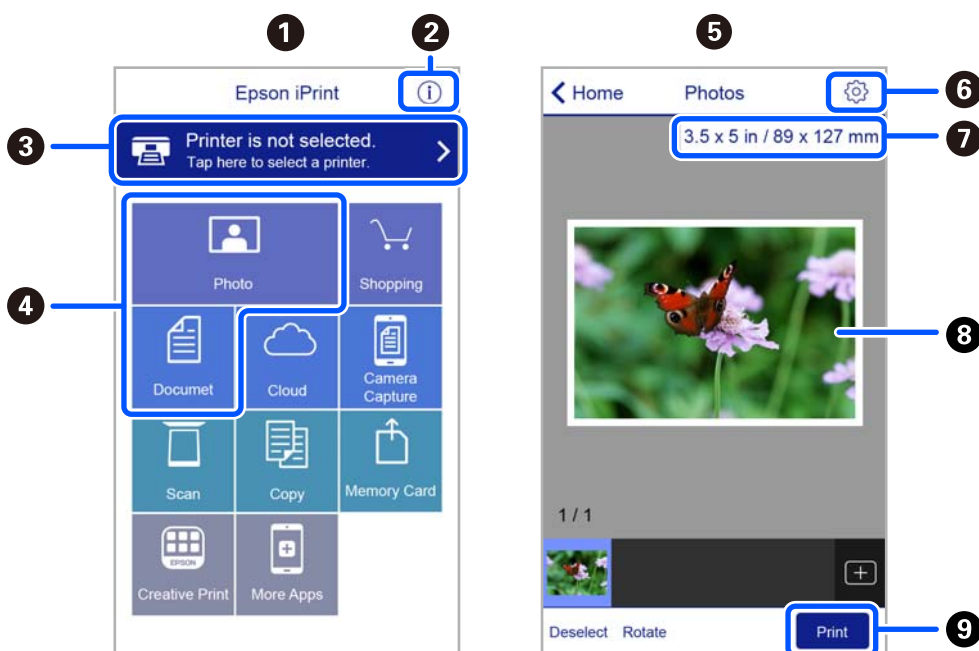 1
2
5
Epson iPrint
i
Home
Photos
6
3
Printer is not selected.
Tap here to select a printer.
3.5 x 5 in / 89 x 127 mm
7
4
Photo
Shopping
Documet
Cloud
Camera
Capture
8
Scan
Copy
Memory Card
1 / 1
EPSON
Creative Print
More Apps
Deselect
Rotate
Print
9